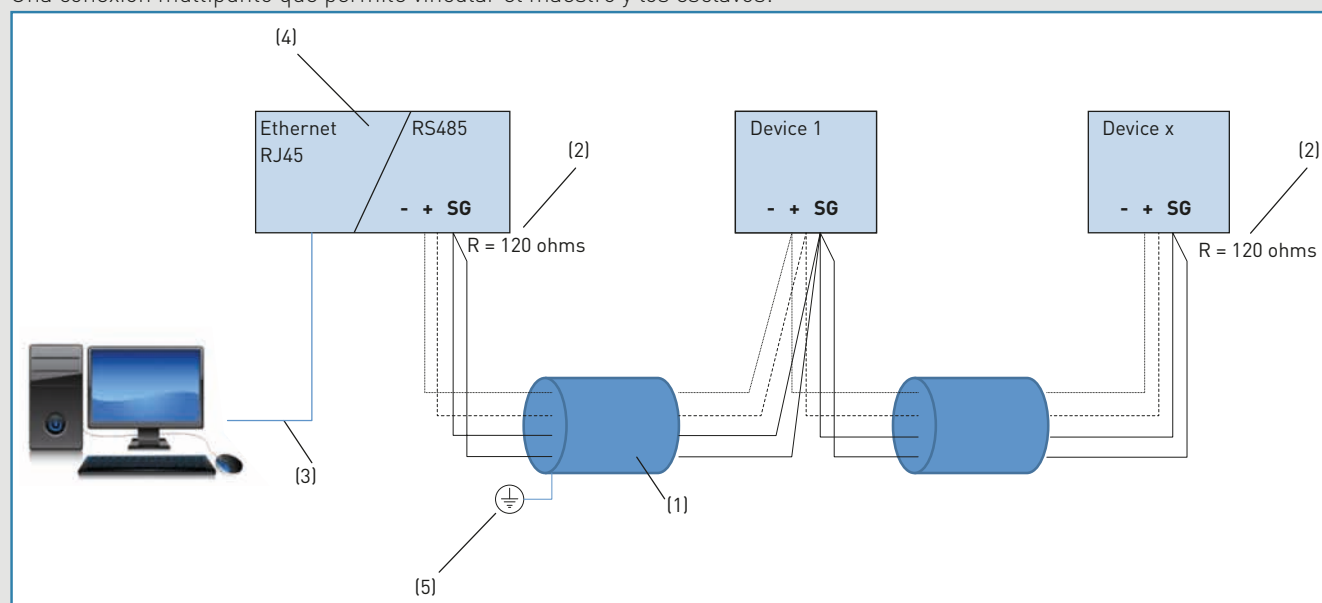 Una conexión multipunto que permite vincular el maestro y los esclavos.
(4)
Ethernet
RJ45
RS485
- + SG
(2)
R = 120 ohms
Device 1
- + SG
Device x
- + SG
(2)
R = 120 ohms
(3)
(1)
(5)